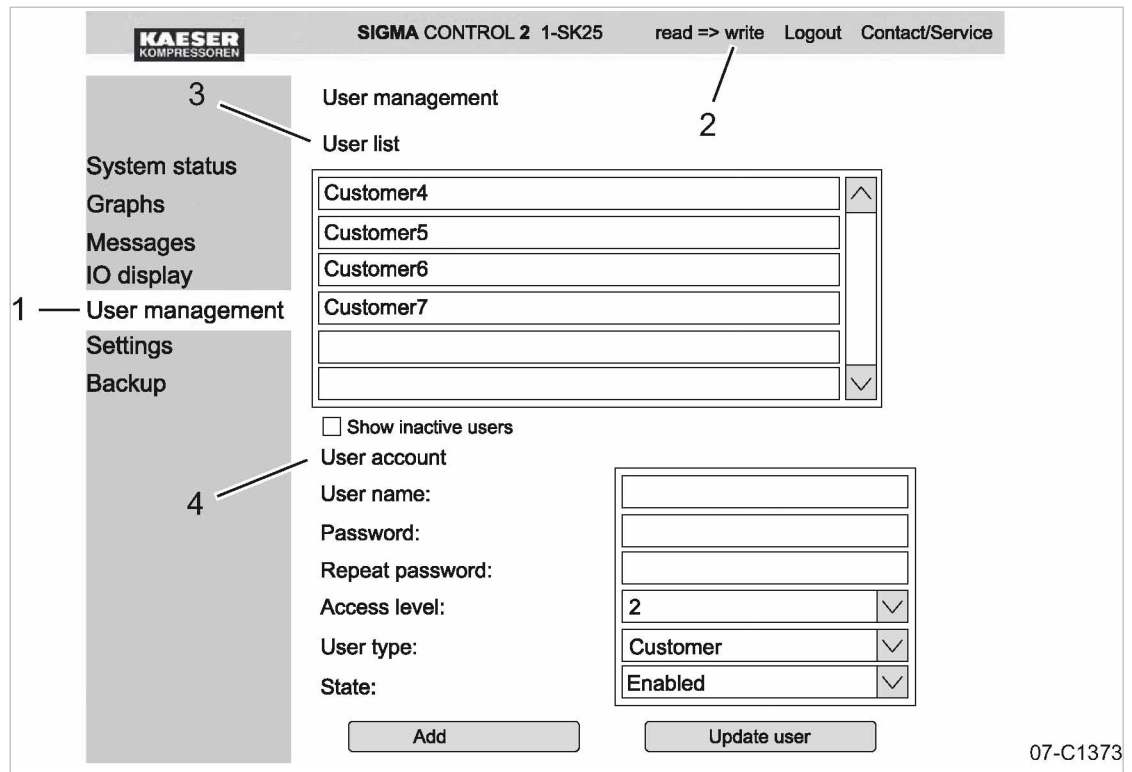 KAESER
KOMPRESSOREN
SIGMA CONTROL 2 1-SK25 read => write Logout Contact/Service
3
2
User management
User list
System status
Graphs
Messages
IO display
1 User management
Settings
Backup
Customer4
Customer5
Customer6
Customer7
Show inactive users
4
User account
User name:
Password:
Repeat password:
Access level: 2
User type: Customer
State: Enabled
Add Update user
07-C1373